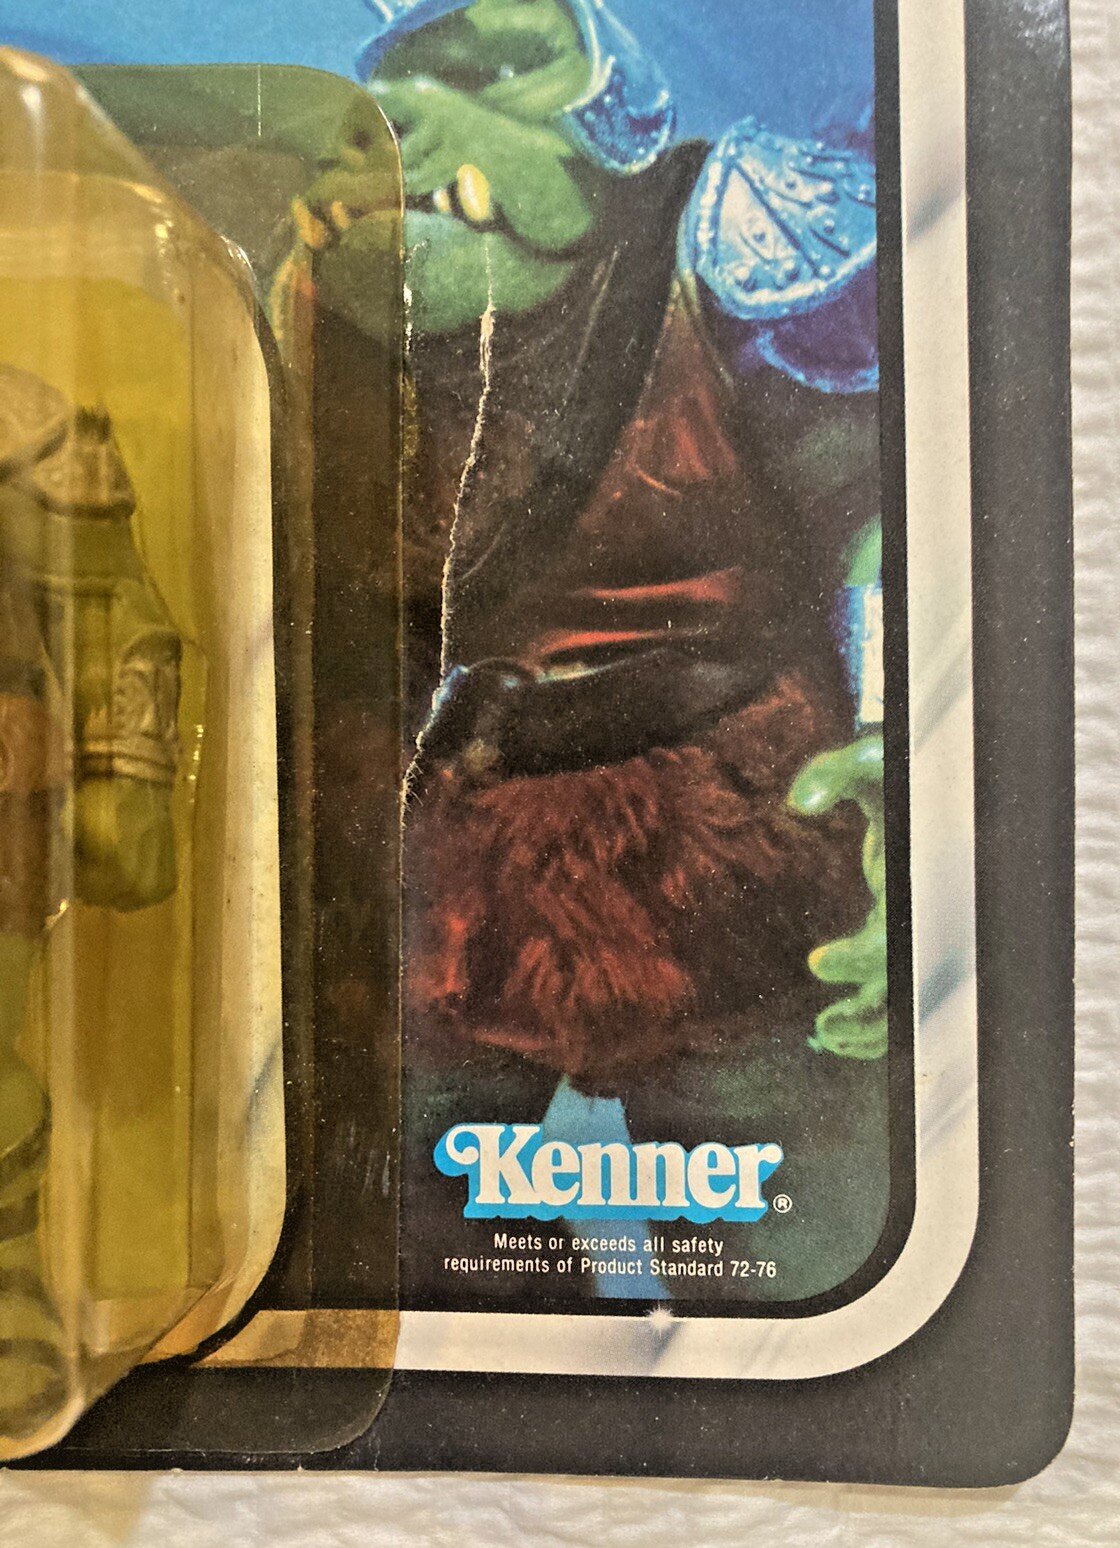 Kenner®
Meets or exceeds all safety
requirements of Product Standard 72-76